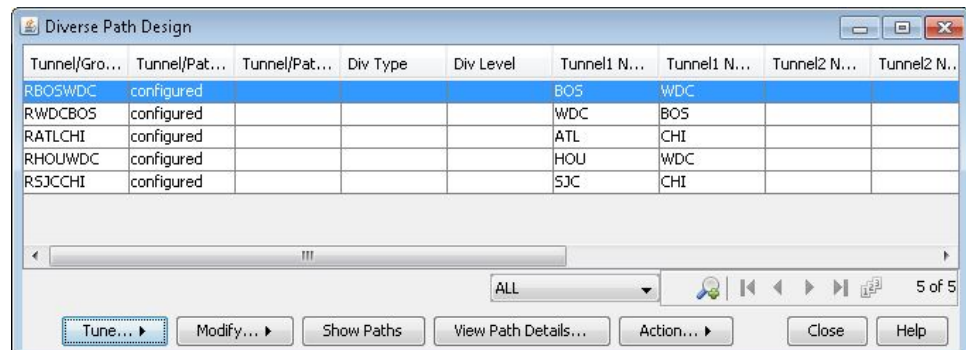 Diverse Path Design
Tunnel/Gro... Tunnel/Pat... Tunnel/Pat... Div Type Div Level Tunnel1 N... Tunnel1 N... Tunnel2 N... Tunnel2 N..
RBOSWDC configured BOS WDC
RWDCBOS configured WDC BOS
RATLCHI configured ATL CHI
RHOUWDC configured HOU WDC
RSJCCHI configured SJC CHI
ALL 5 of 5
Tune... Modify... Show Paths View Path Details... Action... Close Help